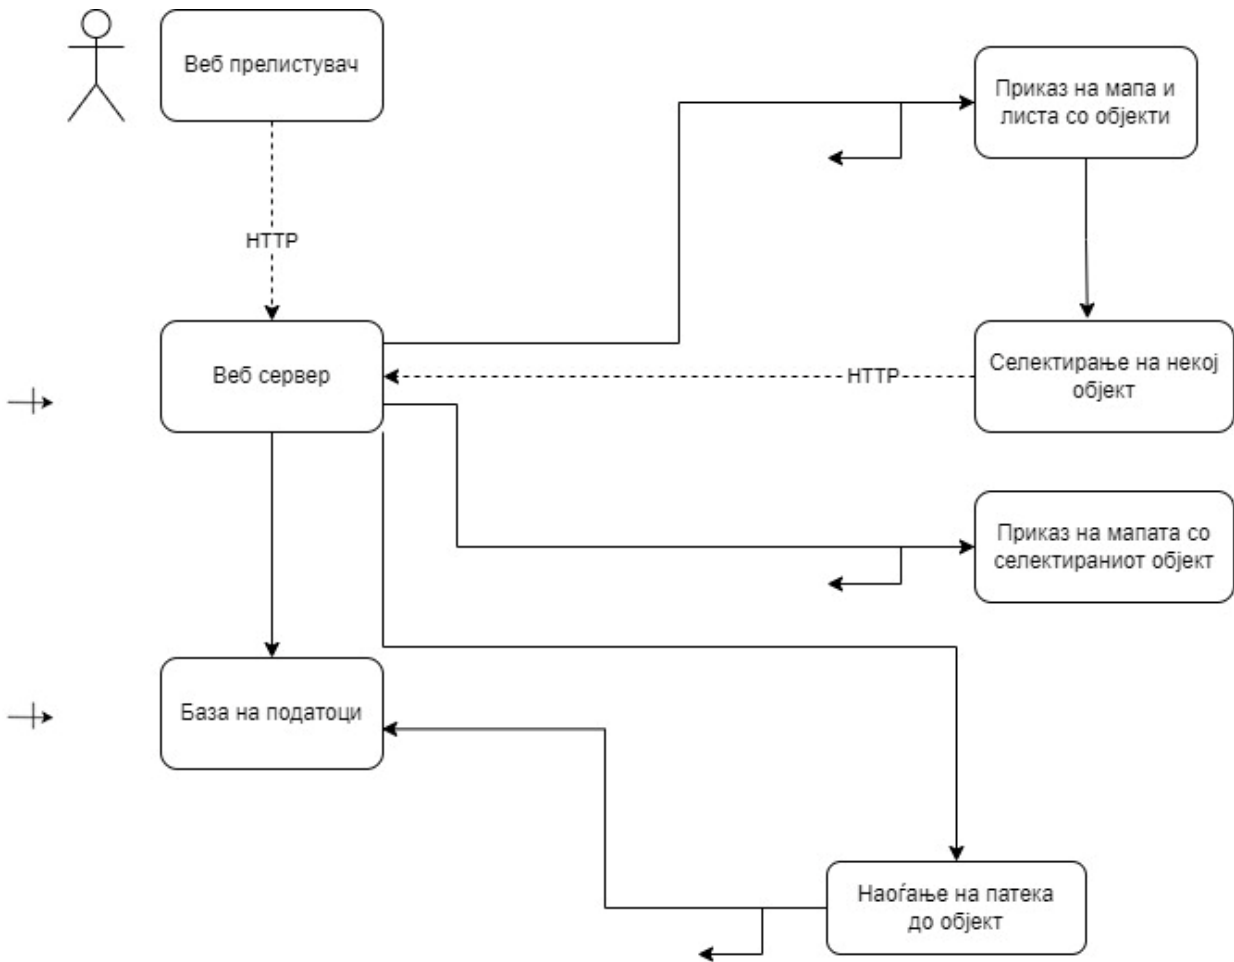 Веб прелистувач
Приказ на мапа и
листа со објекти
HTTP
Веб сервер
HTTP
Селектирање на некој
објект
Приказ на мапата со
селектираниот објект
База на податоци
Наоѓање на патека
до објект